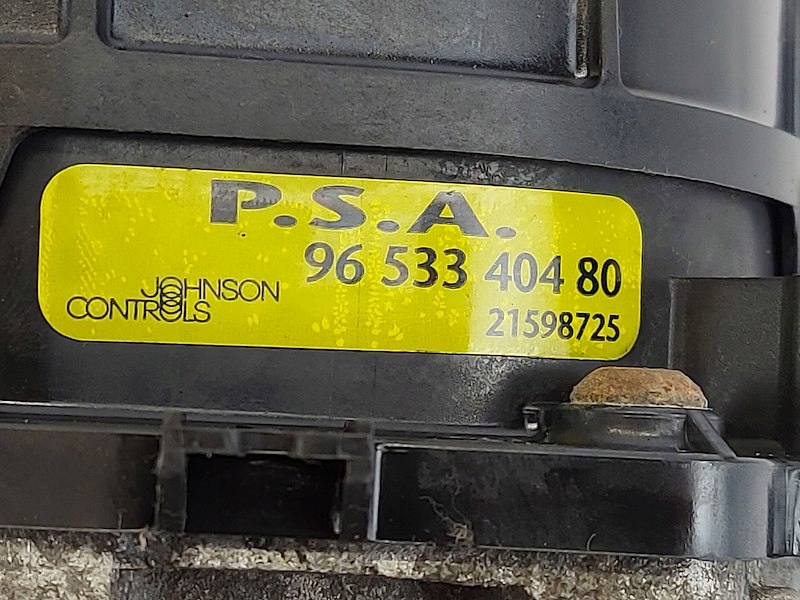 P.S.A.
96 533 404 80
JOHNSON
CONTROLS
21598725